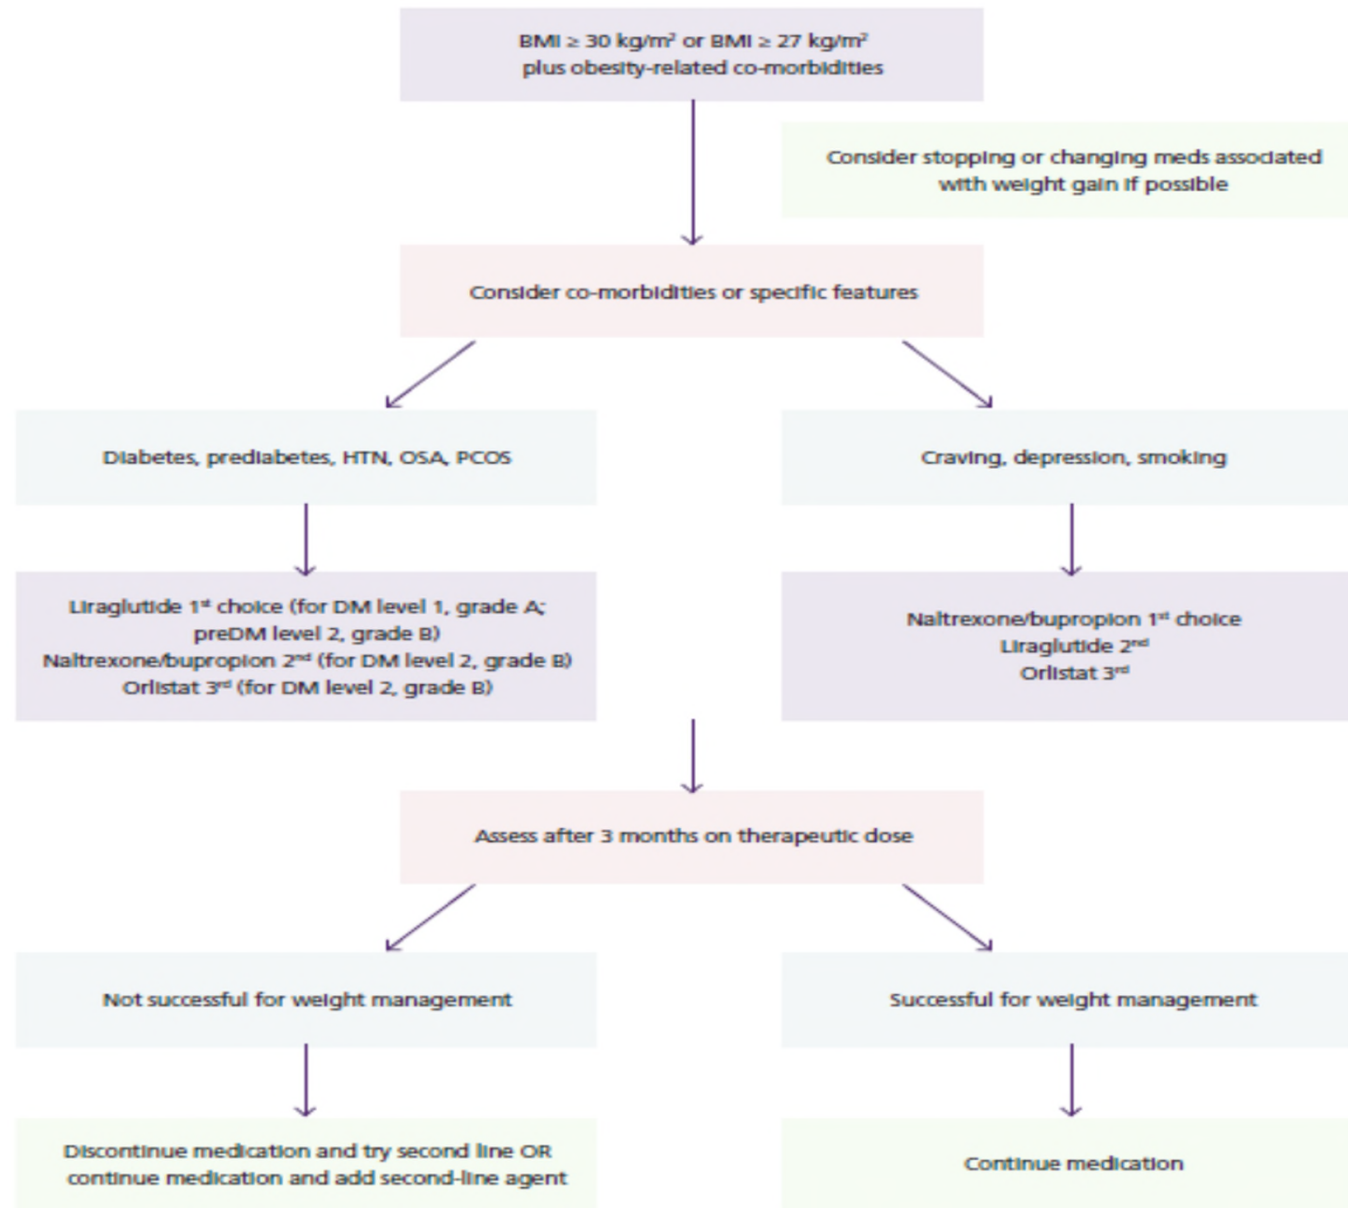 BMI ≥ 30 kg/m² or BMI ≥ 27 kg/m²
plus obesity-related co-morbidities
Consider stopping or changing meds associated
with weight gain if possible
Consider co-morbidities or specific features
Diabetes, prediabetes, HTN, OSA, PCOS
Craving, depression, smoking
Liraglutide 1st choice (for DM level 1, grade A;
preDM level 2, grade B)
Naltrexone/bupropion 2nd (for DM level 2, grade B)
Orlistat 3rd (for DM level 2, grade B)
Naltrexone/bupropion 1st choice
Liraglutide 2nd
Orlistat 3rd
Assess after 3 months on therapeutic dose
Not successful for weight management
Successful for weight management
Discontinue medication and try second line OR
continue medication and add second-line agent
Continue medication